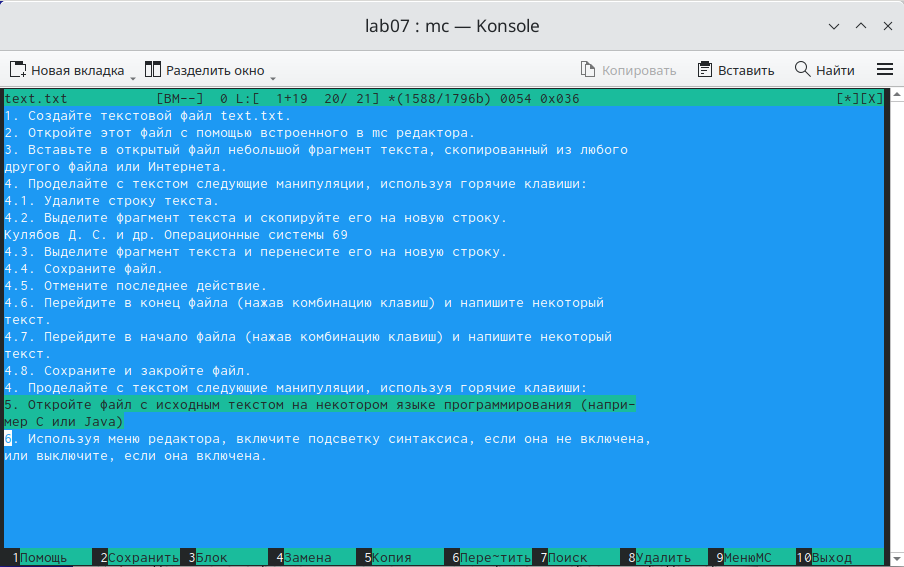 lab07 : mc — Konsole
Новая вкладка Разделить окно Копировать Вставить Найти
text.txt [BM--] 0 L:[ 1+19 20/ 21] *(1588/1796b) 0054 0x036 [*][X]
1. Создайте текстовой файл text.txt.
2. Откройте этот файл с помощью встроенного в mc редактора.
3. Вставьте в открытый файл небольшой фрагмент текста, скопированный из любого
другого файла или Интернета.
4. Проделайте с текстом следующие манипуляции, используя горячие клавиши:
4.1. Удалите строку текста.
4.2. Выделите фрагмент текста и скопируйте его на новую строку.
Кулябов Д. С. и др. Операционные системы 69
4.3. Выделите фрагмент текста и перенесите его на новую строку.
4.4. Сохраните файл.
4.5. Отмените последнее действие.
4.6. Перейдите в конец файла (нажав комбинацию клавиш) и напишите некоторый
текст.
4.7. Перейдите в начало файла (нажав комбинацию клавиш) и напишите некоторый
текст.
4.8. Сохраните и закройте файл.
4. Проделайте с текстом следующие манипуляции, используя горячие клавиши:
5. Откройте файл с исходным текстом на некотором языке программирования (напри-
мер C или Java)
6. Используя меню редактора, включите подсветку синтаксиса, если она не включена,
или выключите, если она включена.
1Помощь 2Сохранить 3Блок 4Замена 5Копия 6Пере~тить 7Поиск 8Удалить 9МенюMC 10Выход